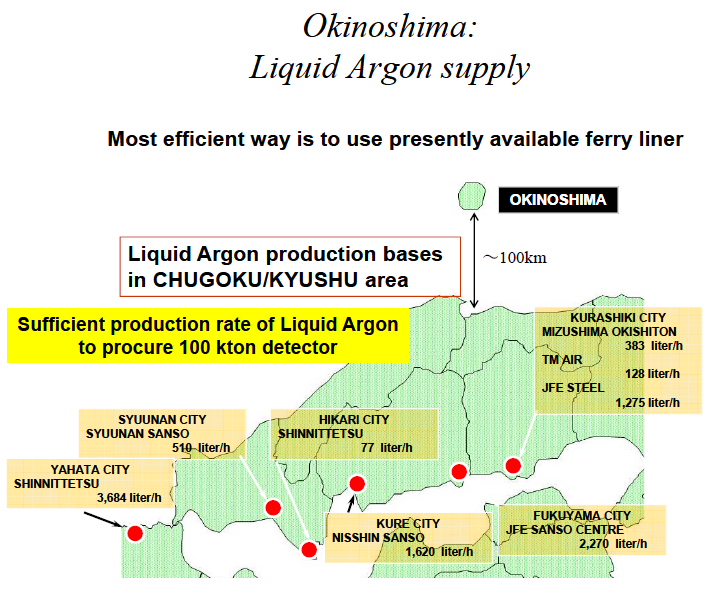 Okinoshima:
Liquid Argon supply
Most efficient way is to use presently available ferry liner
OKINOSHIMA
Liquid Argon production bases
in CHUGOKU/KYUSHU area
～100km
Sufficient production rate of Liquid Argon
to procure 100 kton detector
KURASHIKI CITY
MIZUSHIMA OKISHITON
383 liter/h
TM AIR
128 liter/h
JFE STEEL
1,275 liter/h
SYUUNAN CITY
SYUUNAN SANSO
510 liter/h
HIKARI CITY
SHINNITTETSU
77 liter/h
YAHATA CITY
SHINNITTETSU
3,684 liter/h
KURE CITY
NISSHIN SANSO
1,620 liter/h
FUKUYAMA CITY
JFE SANSO CENTRE
2,270 liter/h